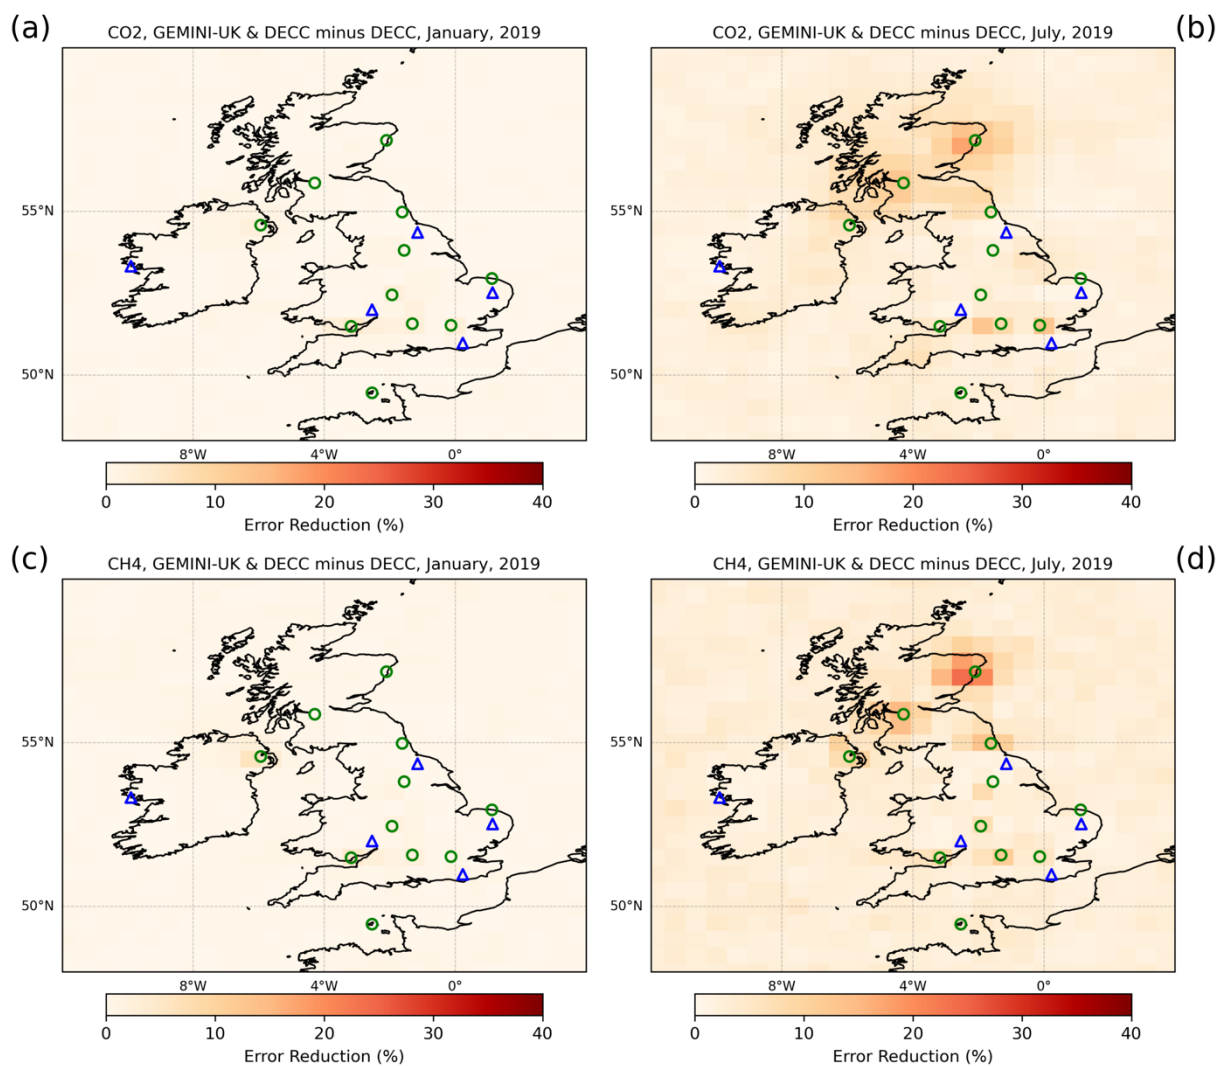 (a)
CO2, GEMINI-UK & DECC minus DECC, January, 2019
CO2, GEMINI-UK & DECC minus DECC, July, 2019
(b)
55°N
50°N
8°W 4°W 0°
8°W 4°W 0°
0 10 20 30 40
0 10 20 30 40
Error Reduction (%)
Error Reduction (%)
(c)
CH4, GEMINI-UK & DECC minus DECC, January, 2019
CH4, GEMINI-UK & DECC minus DECC, July, 2019
(d)
55°N
50°N
8°W 4°W 0°
8°W 4°W 0°
0 10 20 30 40
0 10 20 30 40
Error Reduction (%)
Error Reduction (%)